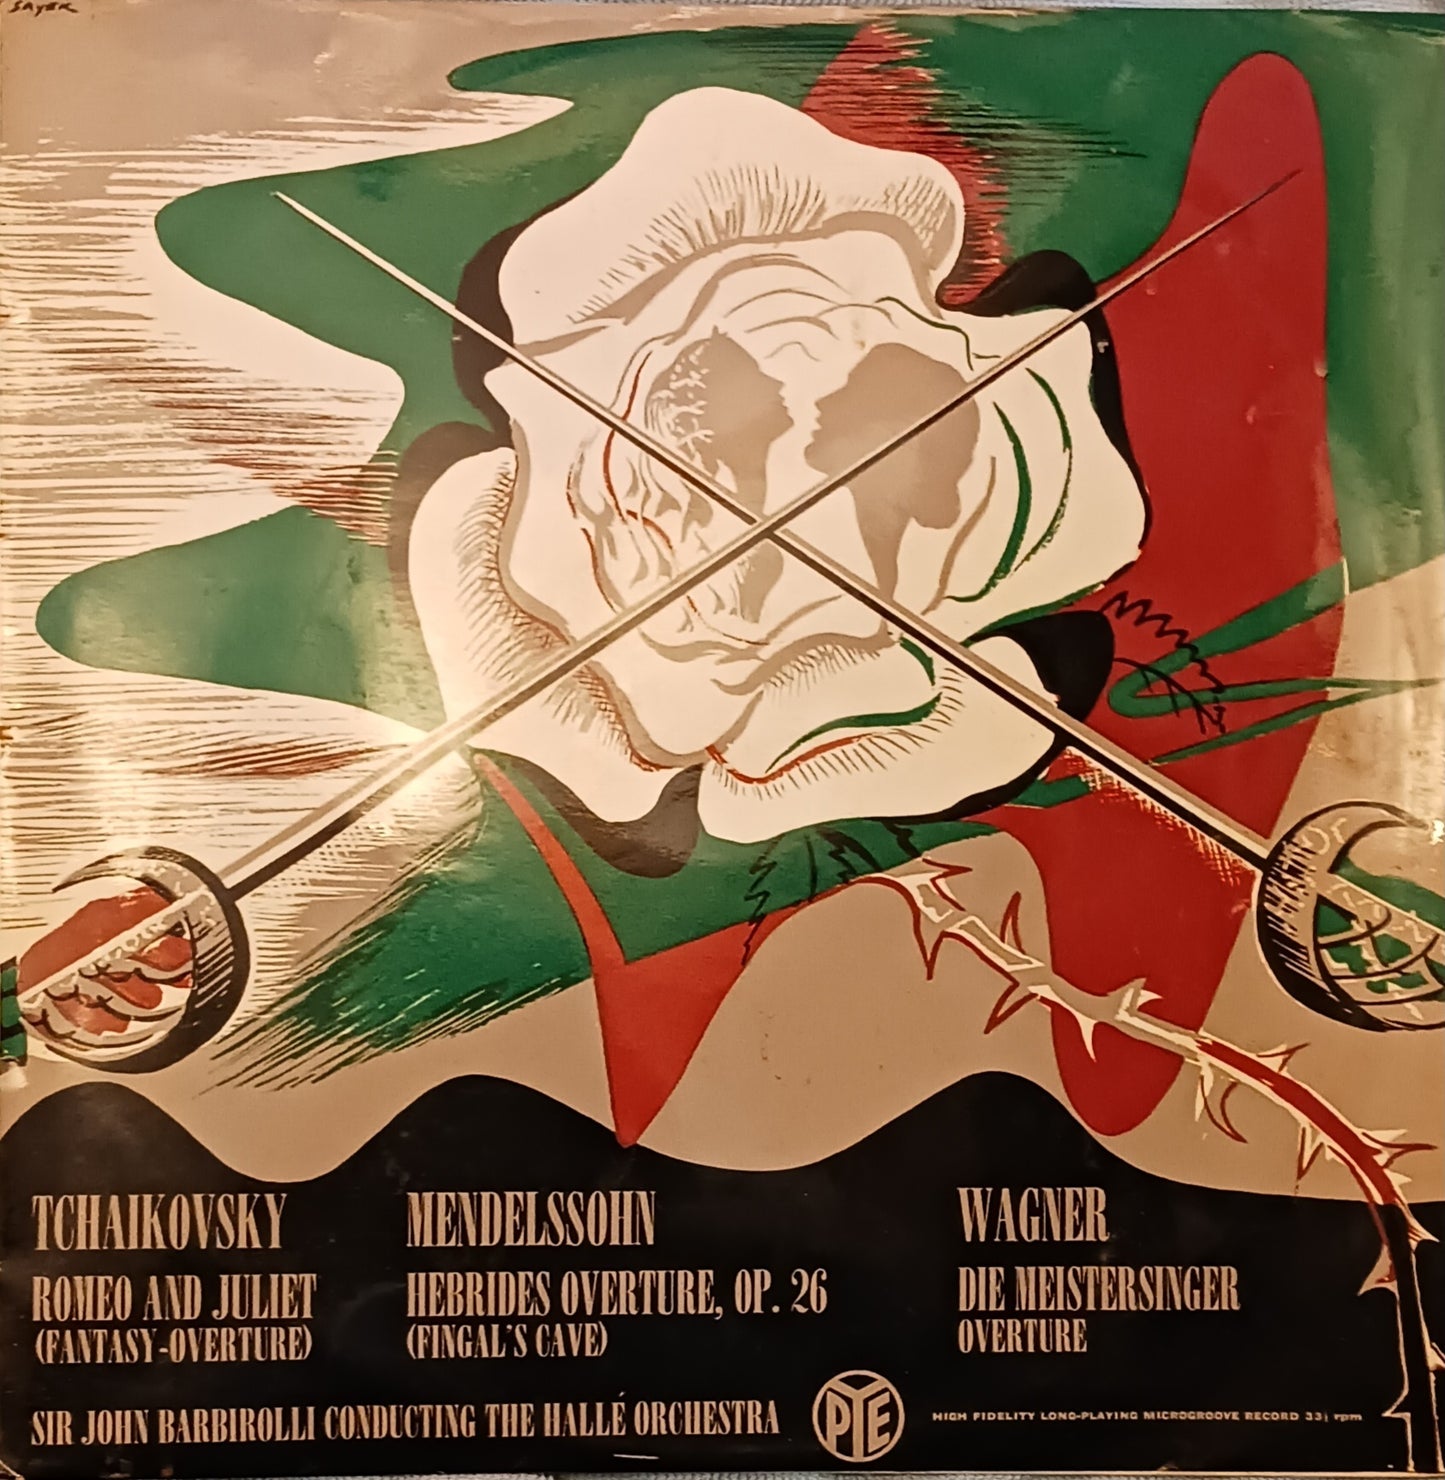 SAYER
TCHAIKOVSKY
ROMEO AND JULIET
(FANTASY-OVERTURE)
MENDELSSOHN
HEBRIDES OVERTURE, OP. 26
(FINGAL'S CAVE)
WAGNER
DIE MEISTERSINGER
OVERTURE
SIR JOHN BARBIROLLI CONDUCTING THE HALLÉ ORCHESTRA
PYE
HIGH FIDELITY LONG-PLAYING MICROGROOVE RECORD 33⅓ rpm